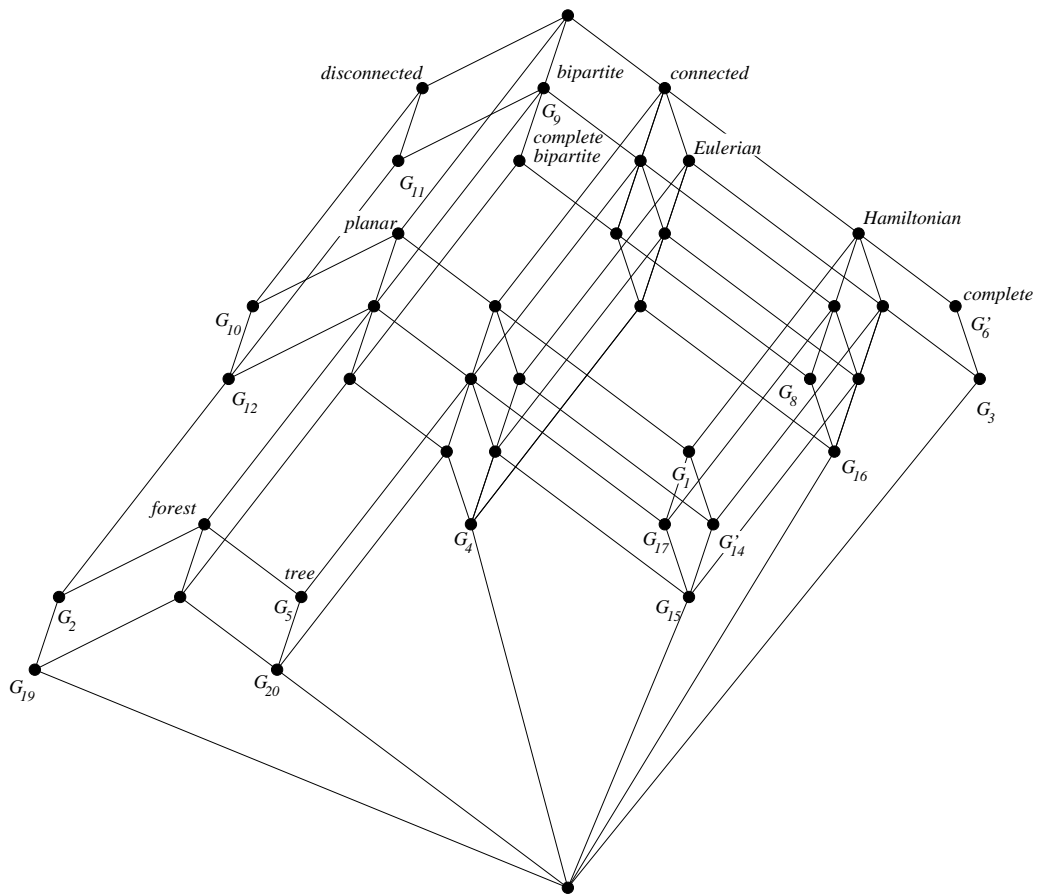 disconnected
bipartite
connected
G9
complete
bipartite
Eulerian
G11
planar
Hamiltonian
complete
G10
G'6
G12
G8
G3
G1
G16
forest
G4
G17
G'14
tree
G2
G5
G15
G19
G20